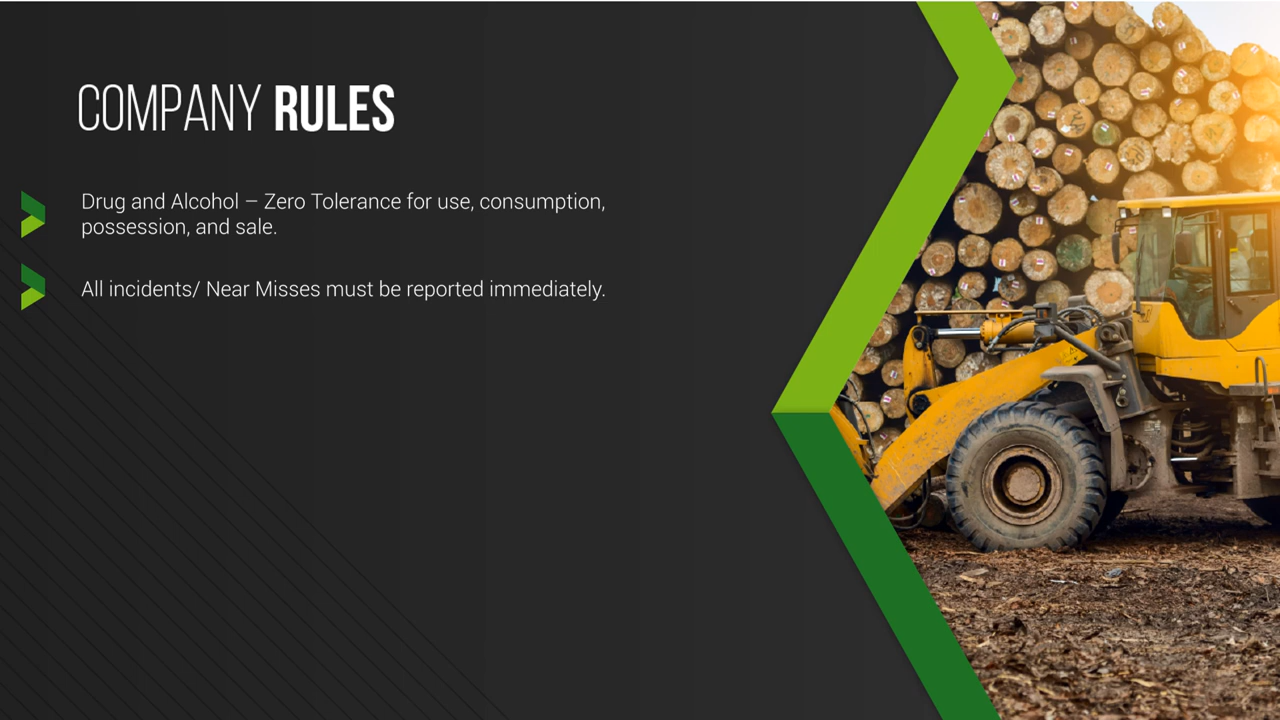 COMPANY RULES
Drug and Alcohol – Zero Tolerance for use, consumption,
possession, and sale.
All incidents/ Near Misses must be reported immediately.